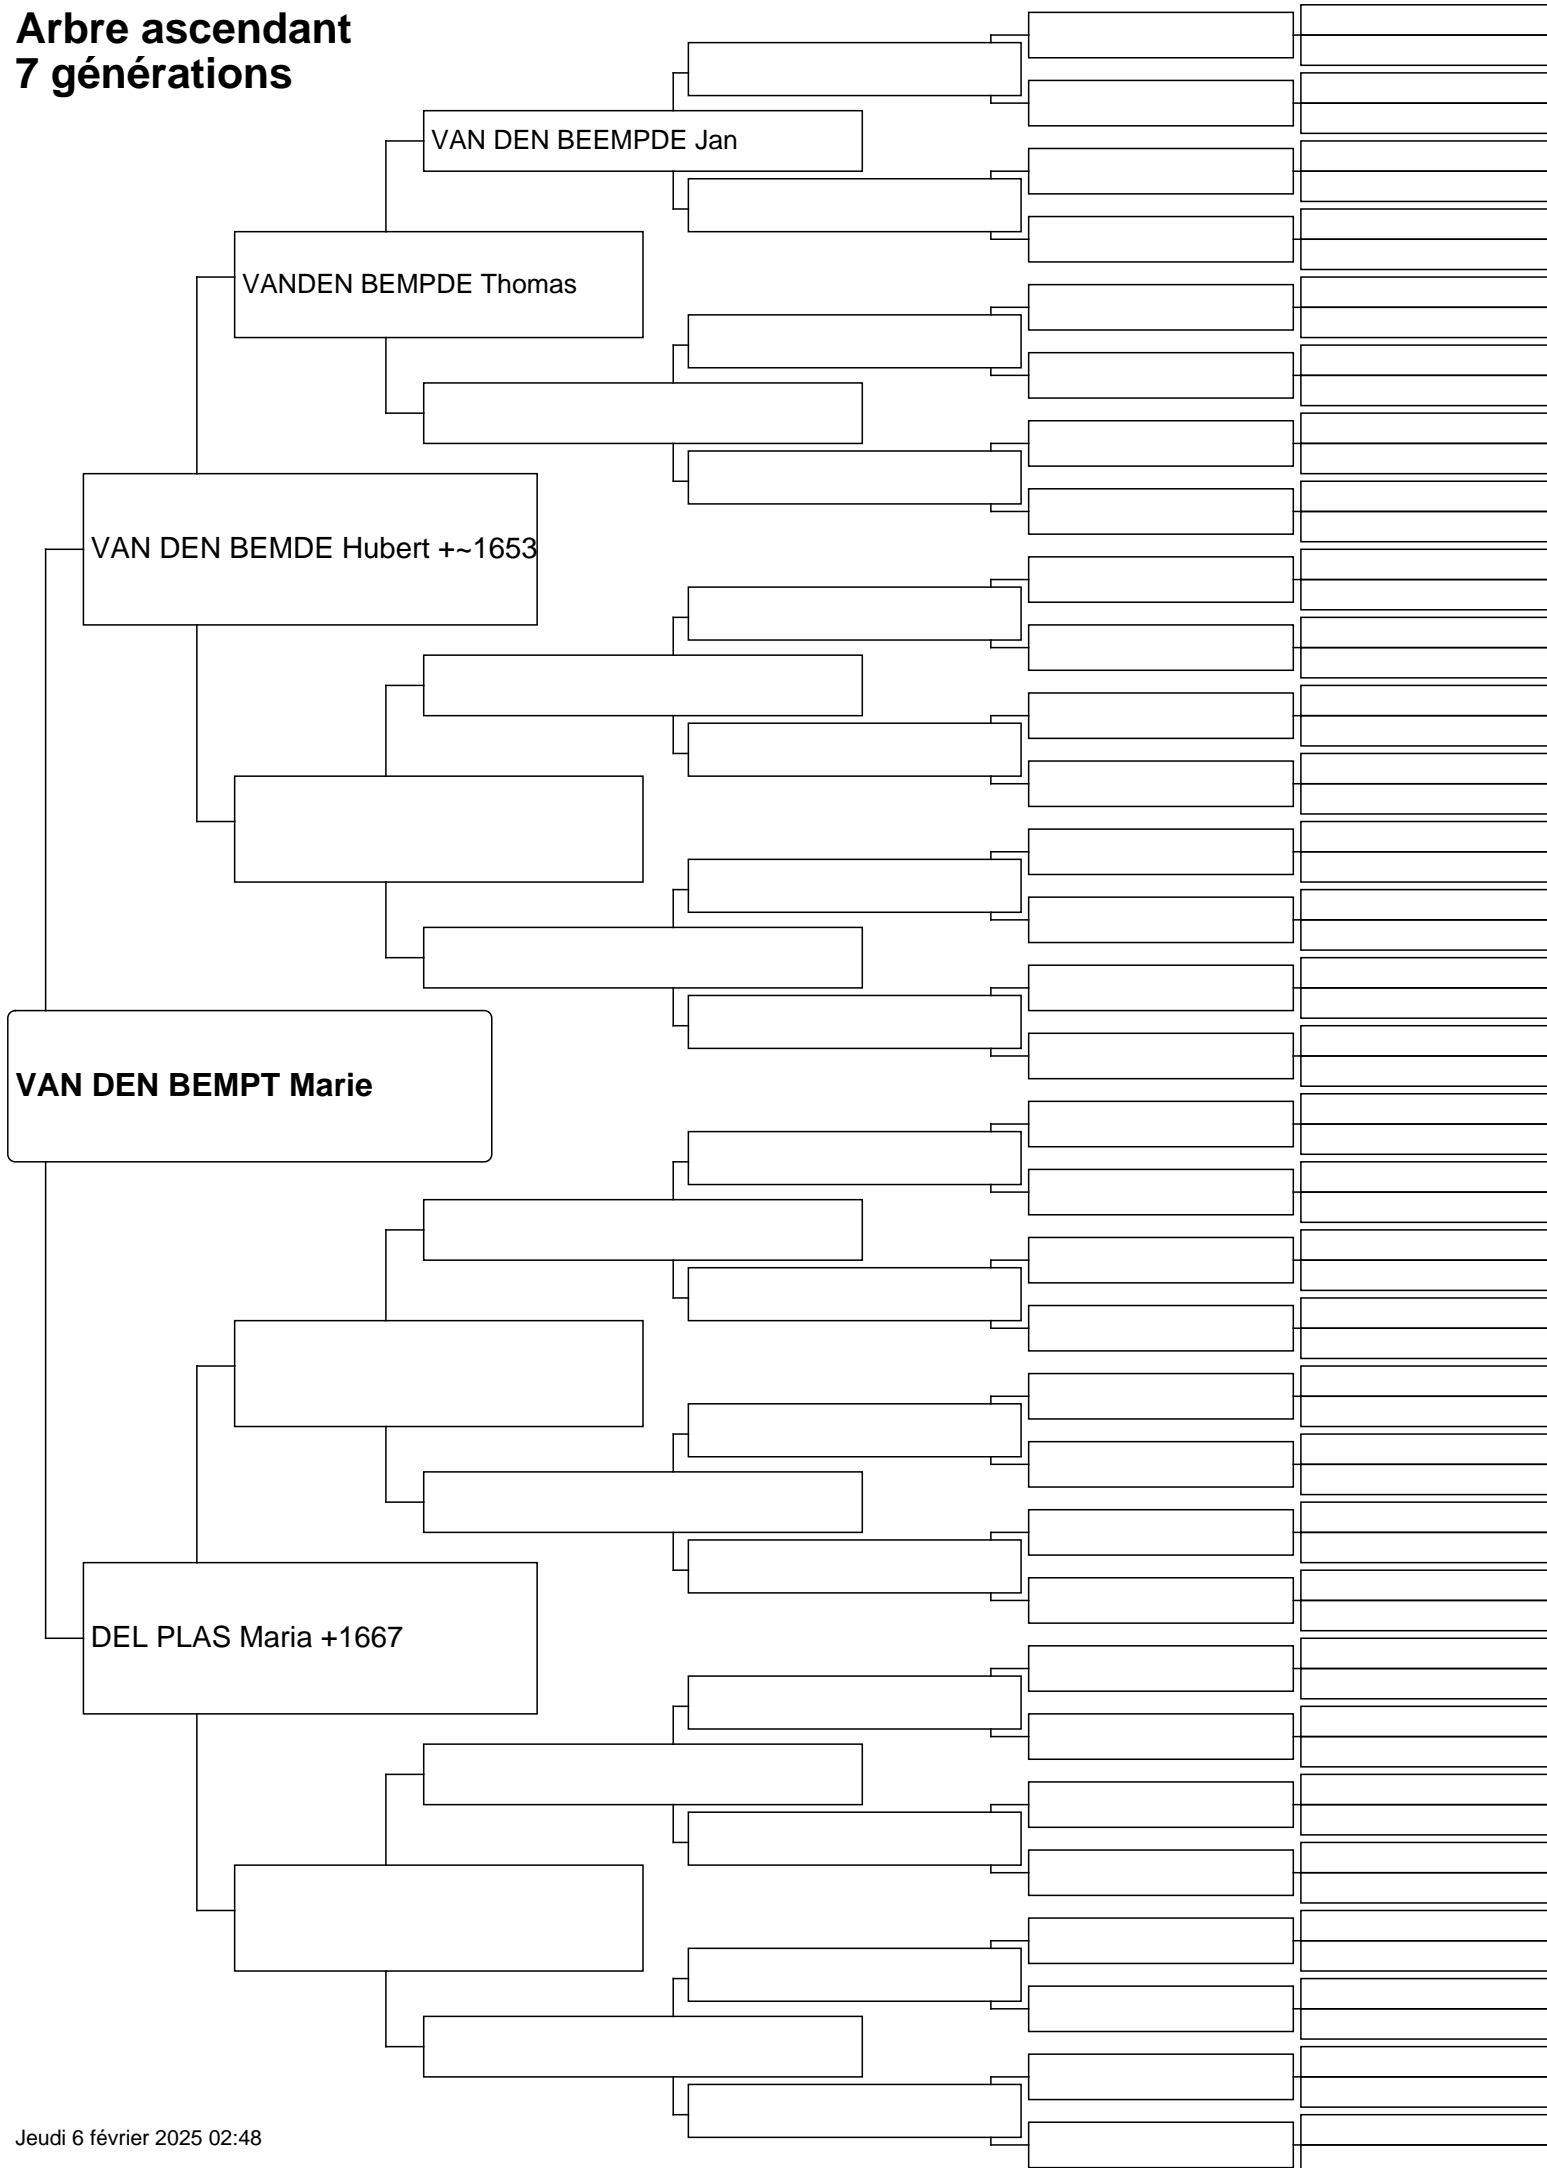 Arbre ascendant
7 générations
VAN DEN BEEMPDE Jan
VANDEN BEMPDE Thomas
VAN DEN BEMDE Hubert +~1653
VAN DEN BEMPT Marie
DEL PLAS Maria +1667
Jeudi 6 février 2025 02:48